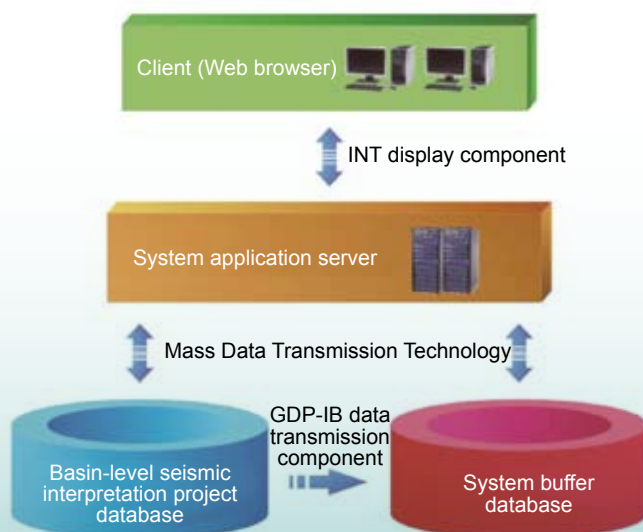 Client (Web browser)
INT display component
System application server
Mass Data Transmission Technology
GDP-IB data
transmission
component
Basin-level seismic
interpretation project
database
System buffer
database